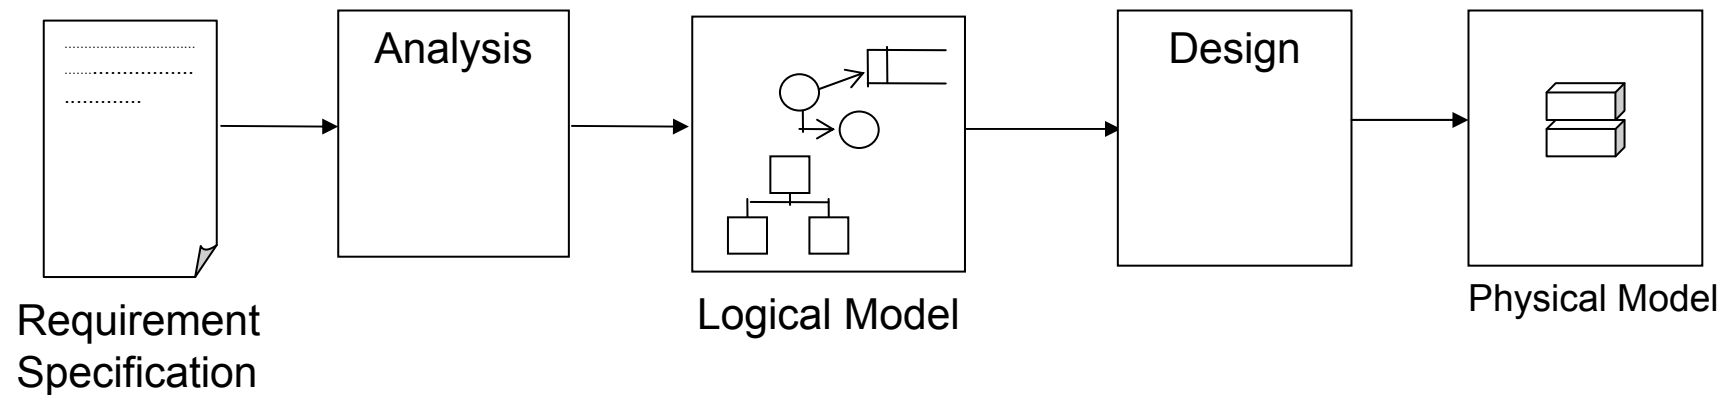 Analysis
Design
Requirement
Specification
Logical Model
Physical Model